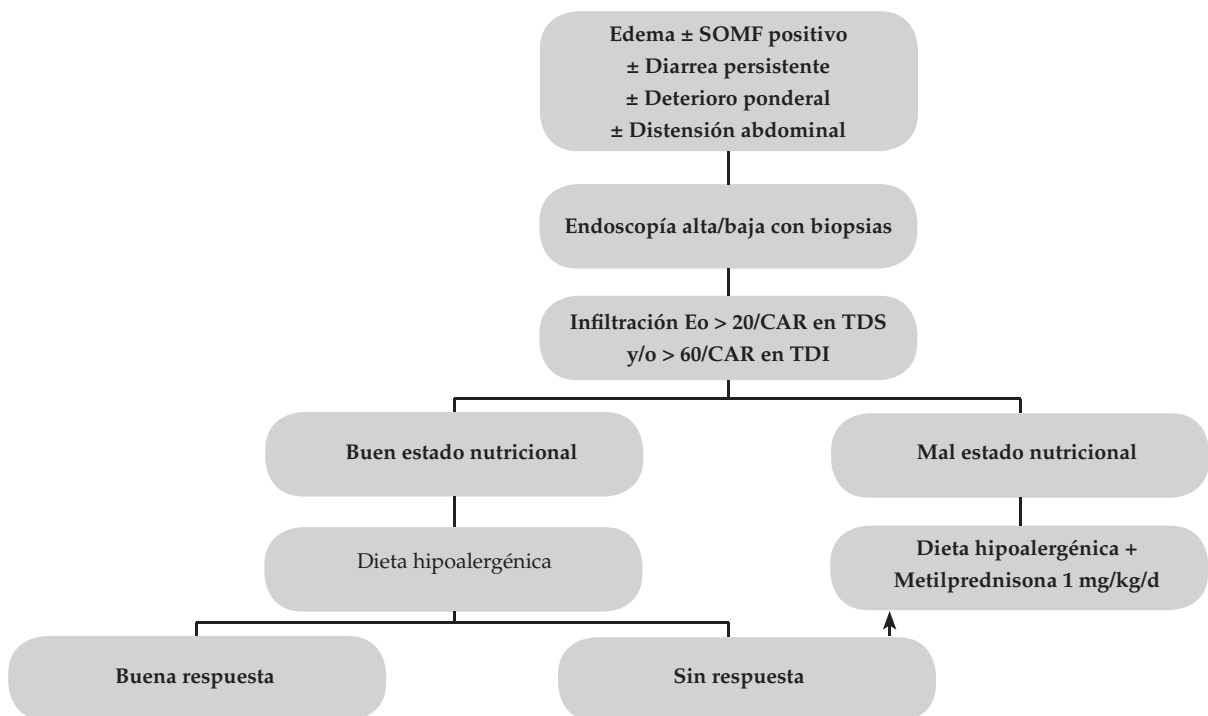 Edema ± SOMF positivo
± Diarrea persistente
± Deterioro ponderal
± Distensión abdominal
Endoscopía alta/baja con biopsias
Infiltración Eo > 20/CAR en TDS
y/o > 60/CAR en TDI
Buen estado nutricional
Mal estado nutricional
Dieta hipoalergénica
Dieta hipoalergénica +
Metilprednisona 1 mg/kg/d
Buena respuesta
Sin respuesta